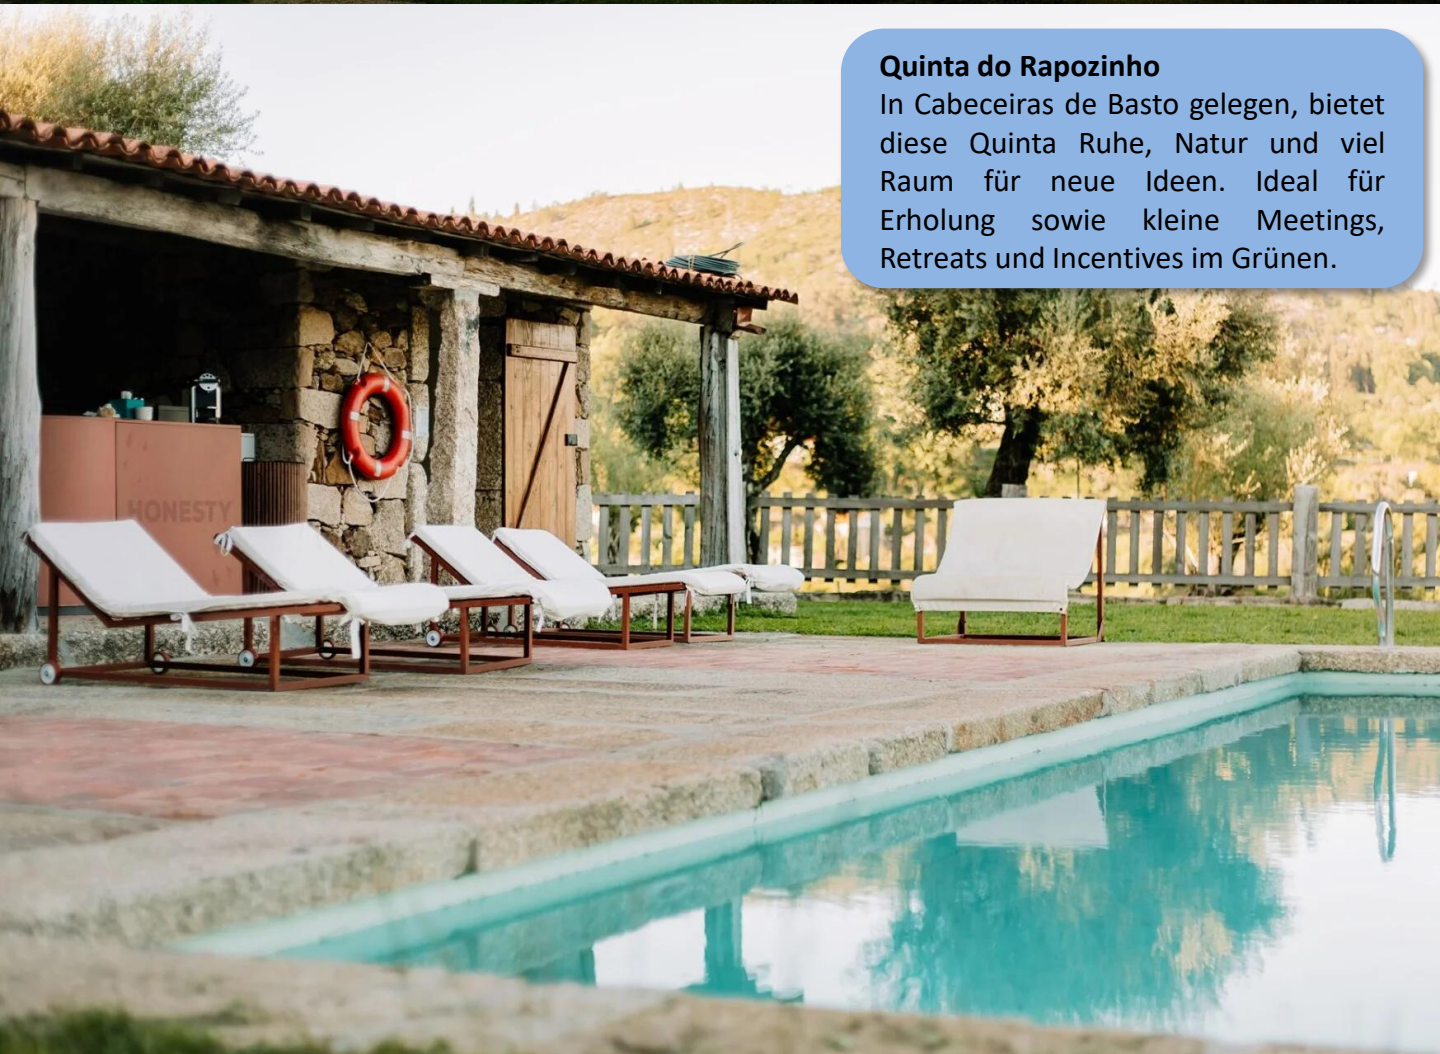 Quinta do Rapozinho
In Cabeceiras de Basto gelegen, bietet
diese Quinta Ruhe, Natur und viel
Raum für neue Ideen. Ideal für
Erholung sowie kleine Meetings,
Retreats und Incentives im Grünen.
HONESTY